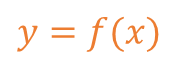 y = f(x)